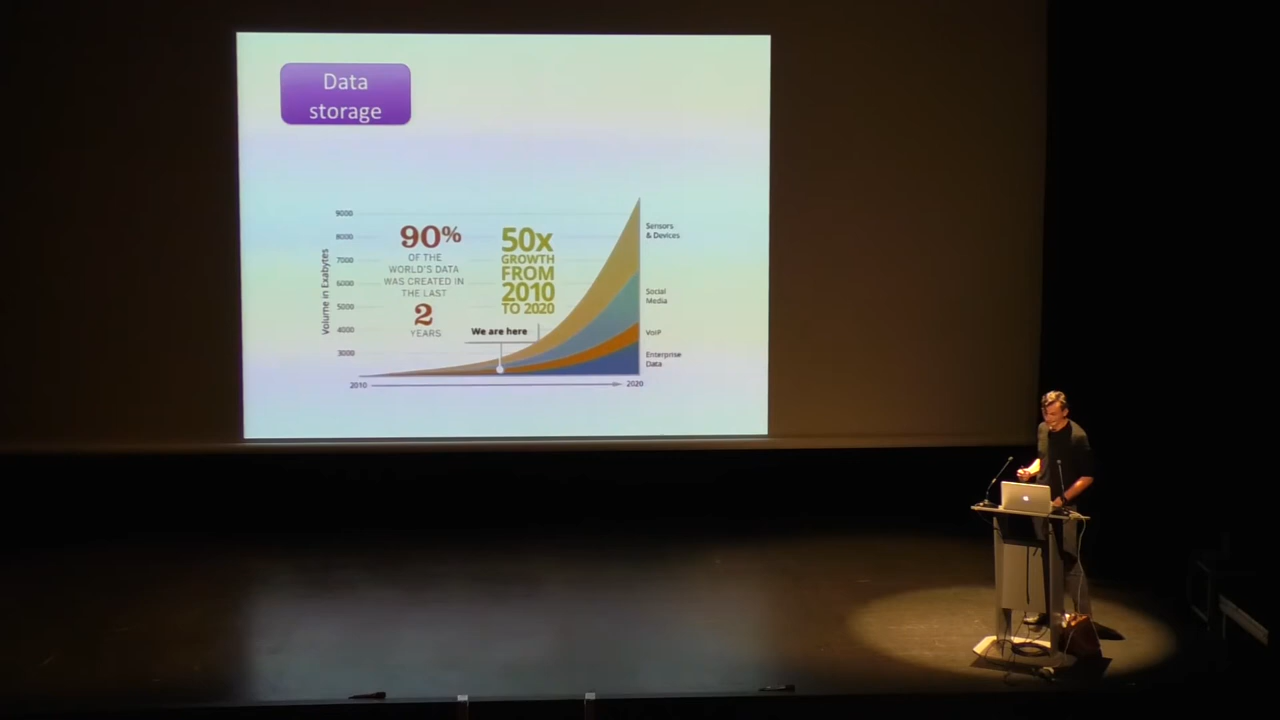 Data
storage
9000
8000
7000
6000
5000
4000
3000
Volume in Exabytes
90%
OF THE
WORLD'S DATA
WAS CREATED IN
THE LAST
2
YEARS
50x
GROWTH
FROM
2010
TO 2020
We are here
Sensors
& Devices
Social
Media
VoIP
Enterprise
Data
2010
2020